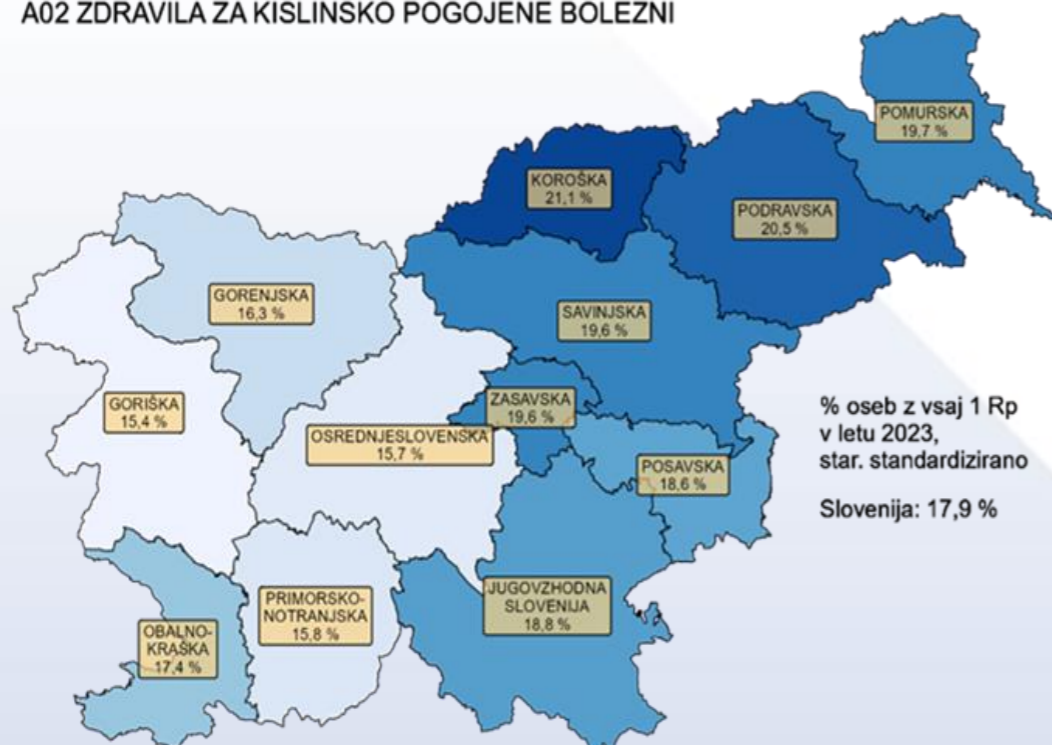 A02 ZDRAVILA ZA KISLINSKO POGOJENE BOLEZNI
POMURSKA
19,7 %
KOROŠKA
21,1 %
PODRAVSKA
20,5 %
GORENJSKA
16,3 %
SAVINJSKA
19,6 %
GORIŠKA
15,4 %
ZASAVSKA
19,6 %
OSREDNJESLOVENSKA
15,7 %
POSAVSKA
18,6 %
% oseb z vsaj 1 Rp
v letu 2023,
star. standardizirano
Slovenija: 17,9 %
JUGOVZHODNA
SLOVENIJA
18,8 %
PRIMORSKO-
NOTRANJSKA
15,8 %
OBALNO-
KRAŠKA
17,4 %